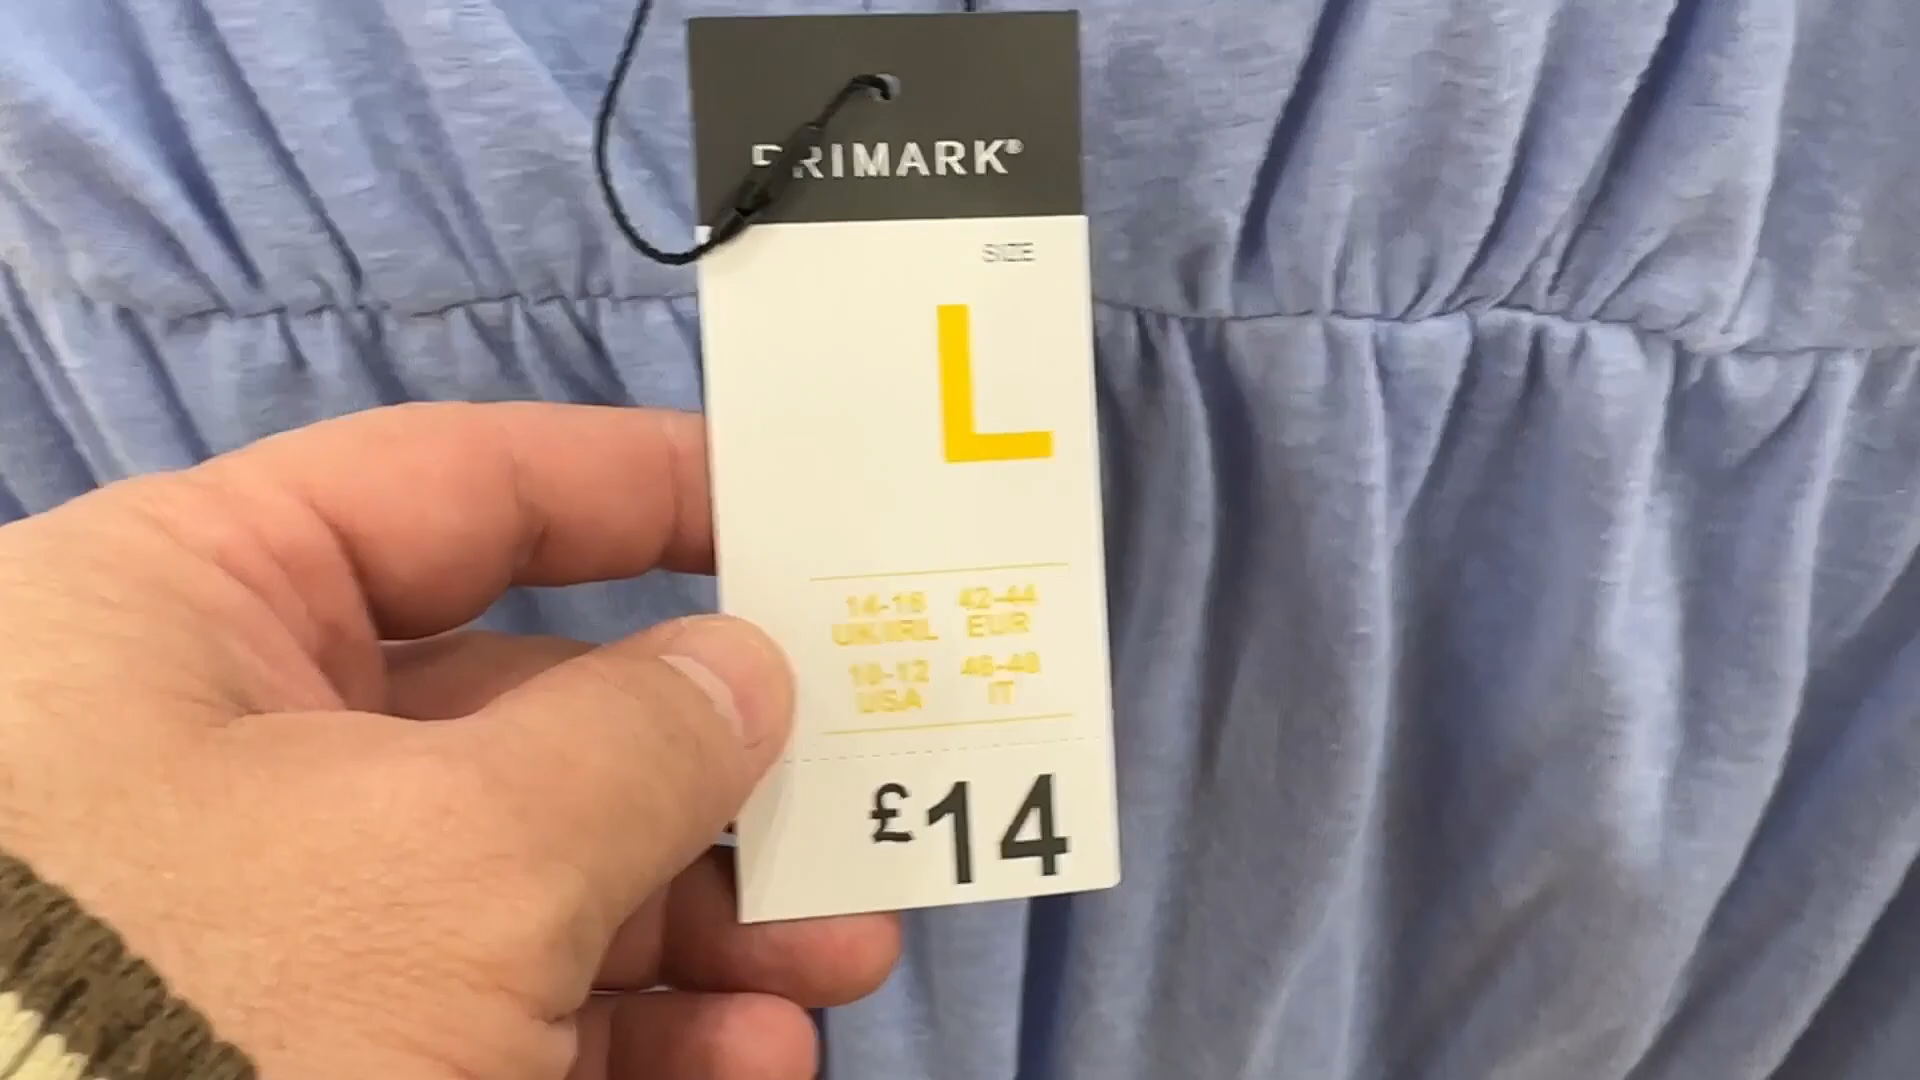 PRIMARK®
SIZE
L
14-16 42-44
UK/IRL EUR
10-12 46-48
USA IT
£14